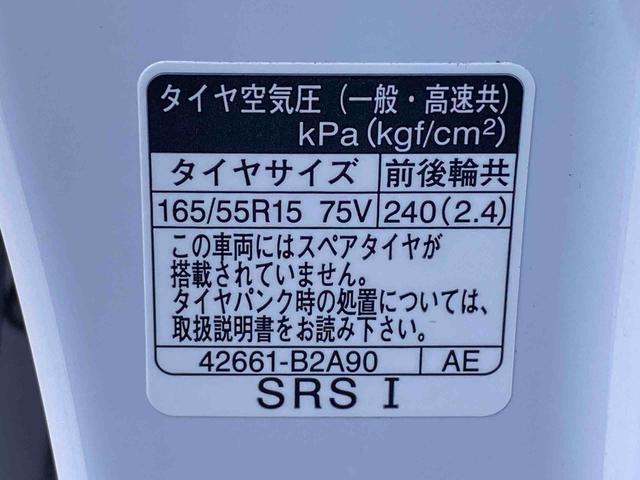 タイヤ空気圧（一般・高速共）
kPa(kgf/cm²)
タイヤサイズ 前後輪共
165/55R15 75V 240(2.4)
この車両にはスペアタイヤが
搭載されていません。
タイヤパンク時の処置については、
取扱説明書をお読み下さい。
42661-B2A90 AE
SRS I